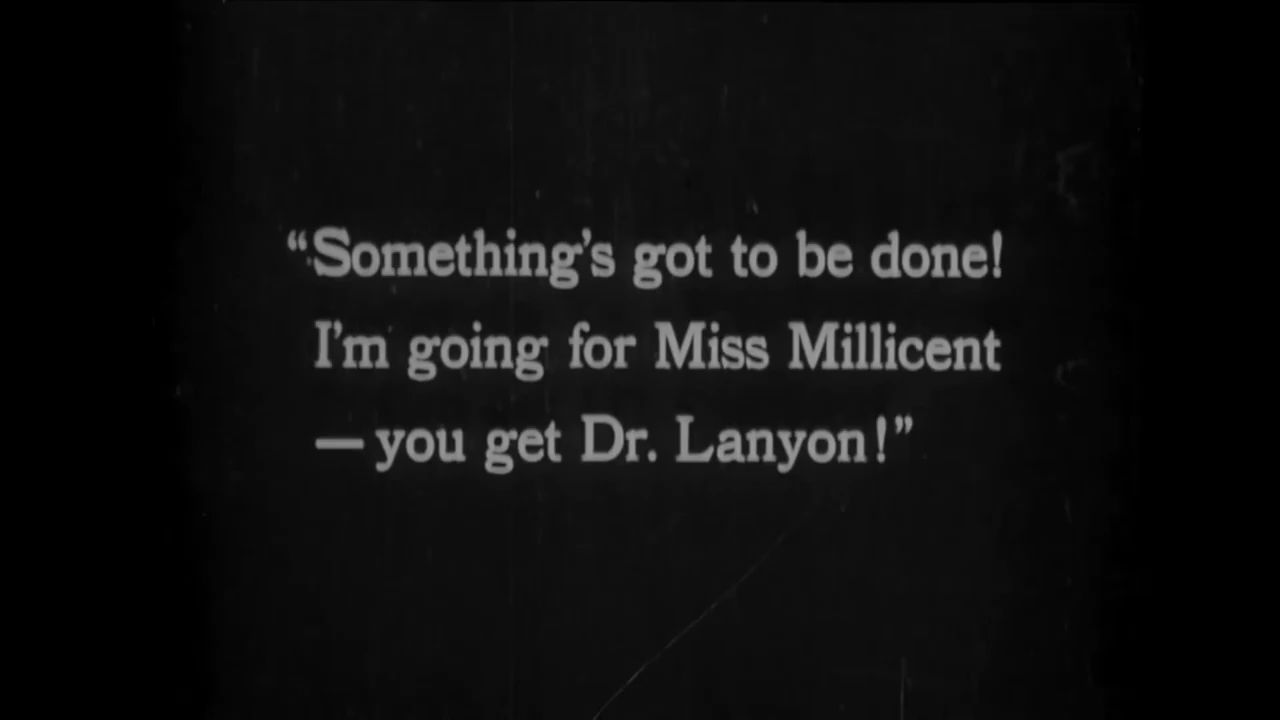 “Something’s got to be done!
I’m going for Miss Millicent
—you get Dr. Lanyon!”